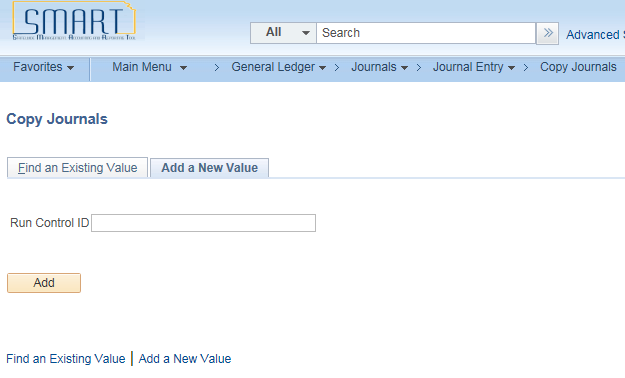 SMART
All Search Advanced S
Favorites Main Menu > General Ledger > Journals > Journal Entry > Copy Journals
Copy Journals
Find an Existing Value Add a New Value
Run Control ID
Add
Find an Existing Value | Add a New Value